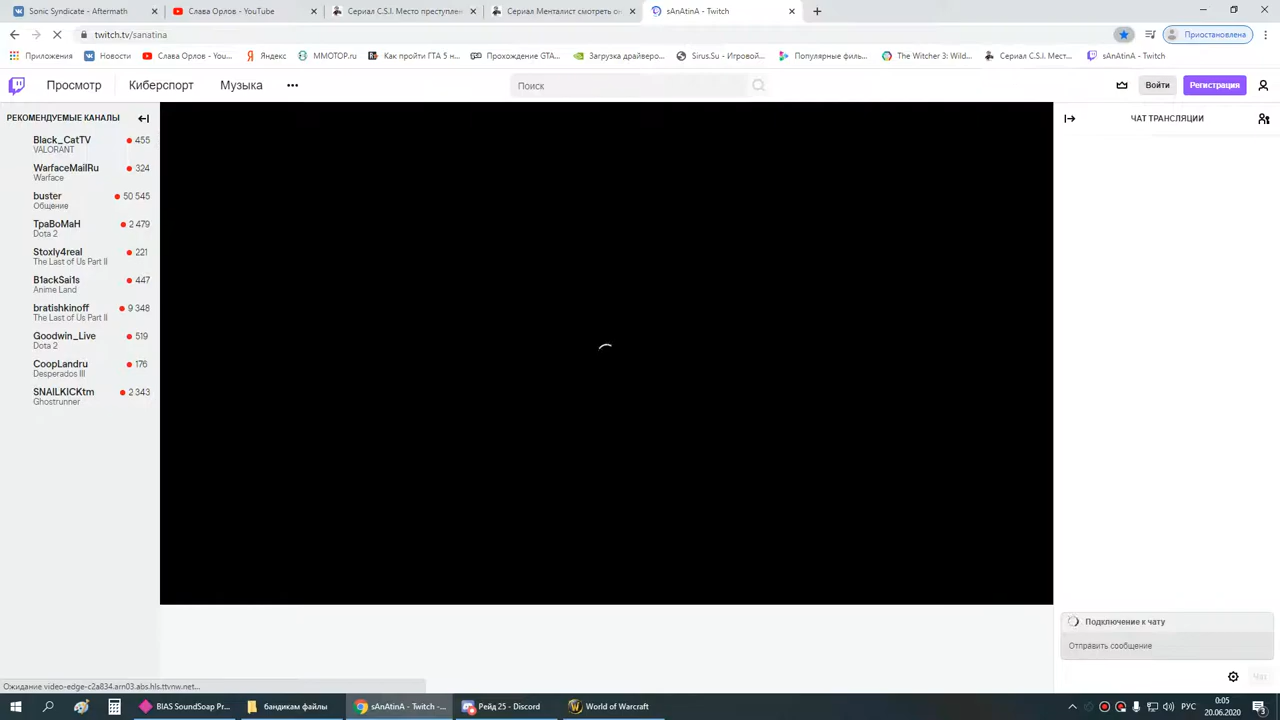 Sonic Syndicate - Aftermath
Слава Орлов - YouTube
Сериал C.S.I. Место преступлен
Сериал Менталист смотреть он
sAnAtinA - Twitch
twitch.tv/sanatina
Приостановлена
Приложения
Новости
Слава Орлов - You...
Яндекс
MMOTOP.ru
Как пройти ГТА 5 н...
Прохождение GTA...
Загрузка драйверо...
Sirus.Su - Игровой...
Популярные фильм...
The Witcher 3: Wild...
Сериал C.S.I. Мест...
sAnAtinA - Twitch
Просмотр
Киберспорт
Музыка
•••
Поиск
Войти
Регистрация
РЕКОМЕНДУЕМЫЕ КАНАЛЫ
ЧАТ ТРАНСЛЯЦИИ
Black_CatTV 455
VALORANT
WarfaceMailRu 324
Warface
buster 50 545
Общение
ТраВоМаН 2 479
Dota 2
Stoxly4real 221
The Last of Us Part II
B1ackSai1s 447
Anime Land
bratishkinoff 9 348
The Last of Us Part II
Goodwin_Live 519
Dota 2
CoopLandru 176
Desperados III
SNAILKICKtm 2 343
Ghostrunner
Подключение к чату
Отправить сообщение
Чат
Ожидание video-edge-c2a834.arn03.abs.hls.ttvnw.net...
BIAS SoundSoap Pr...
бандикам файлы
sAnAtinA - Twitch -...
Рейд 25 - Discord
World of Warcraft
РУС
0:05
20.06.2020
3